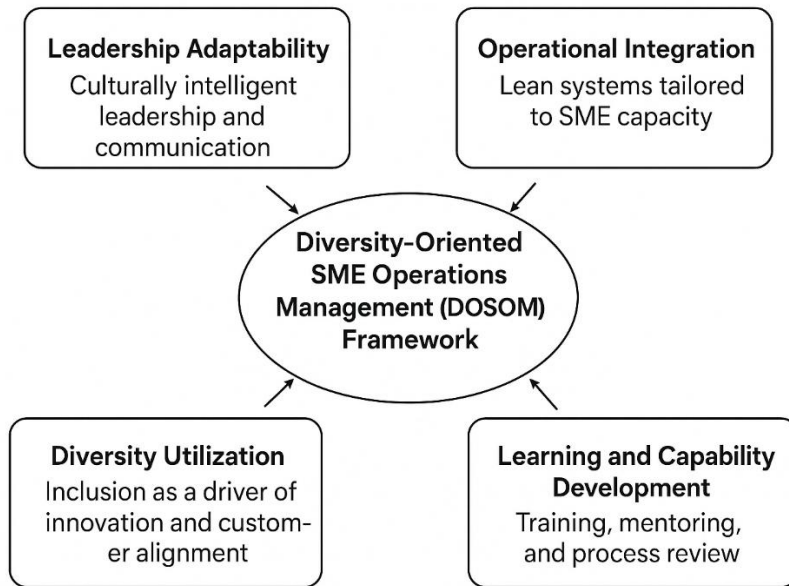 Leadership Adaptability
Culturally intelligent
leadership and
communication
Operational Integration
Lean systems tailored
to SME capacity
Diversity-Oriented
SME Operations
Management (DOSOM)
Framework
Diversity Utilization
Inclusion as a driver of
innovation and custom-
er alignment
Learning and Capability
Development
Training, mentoring,
and process review